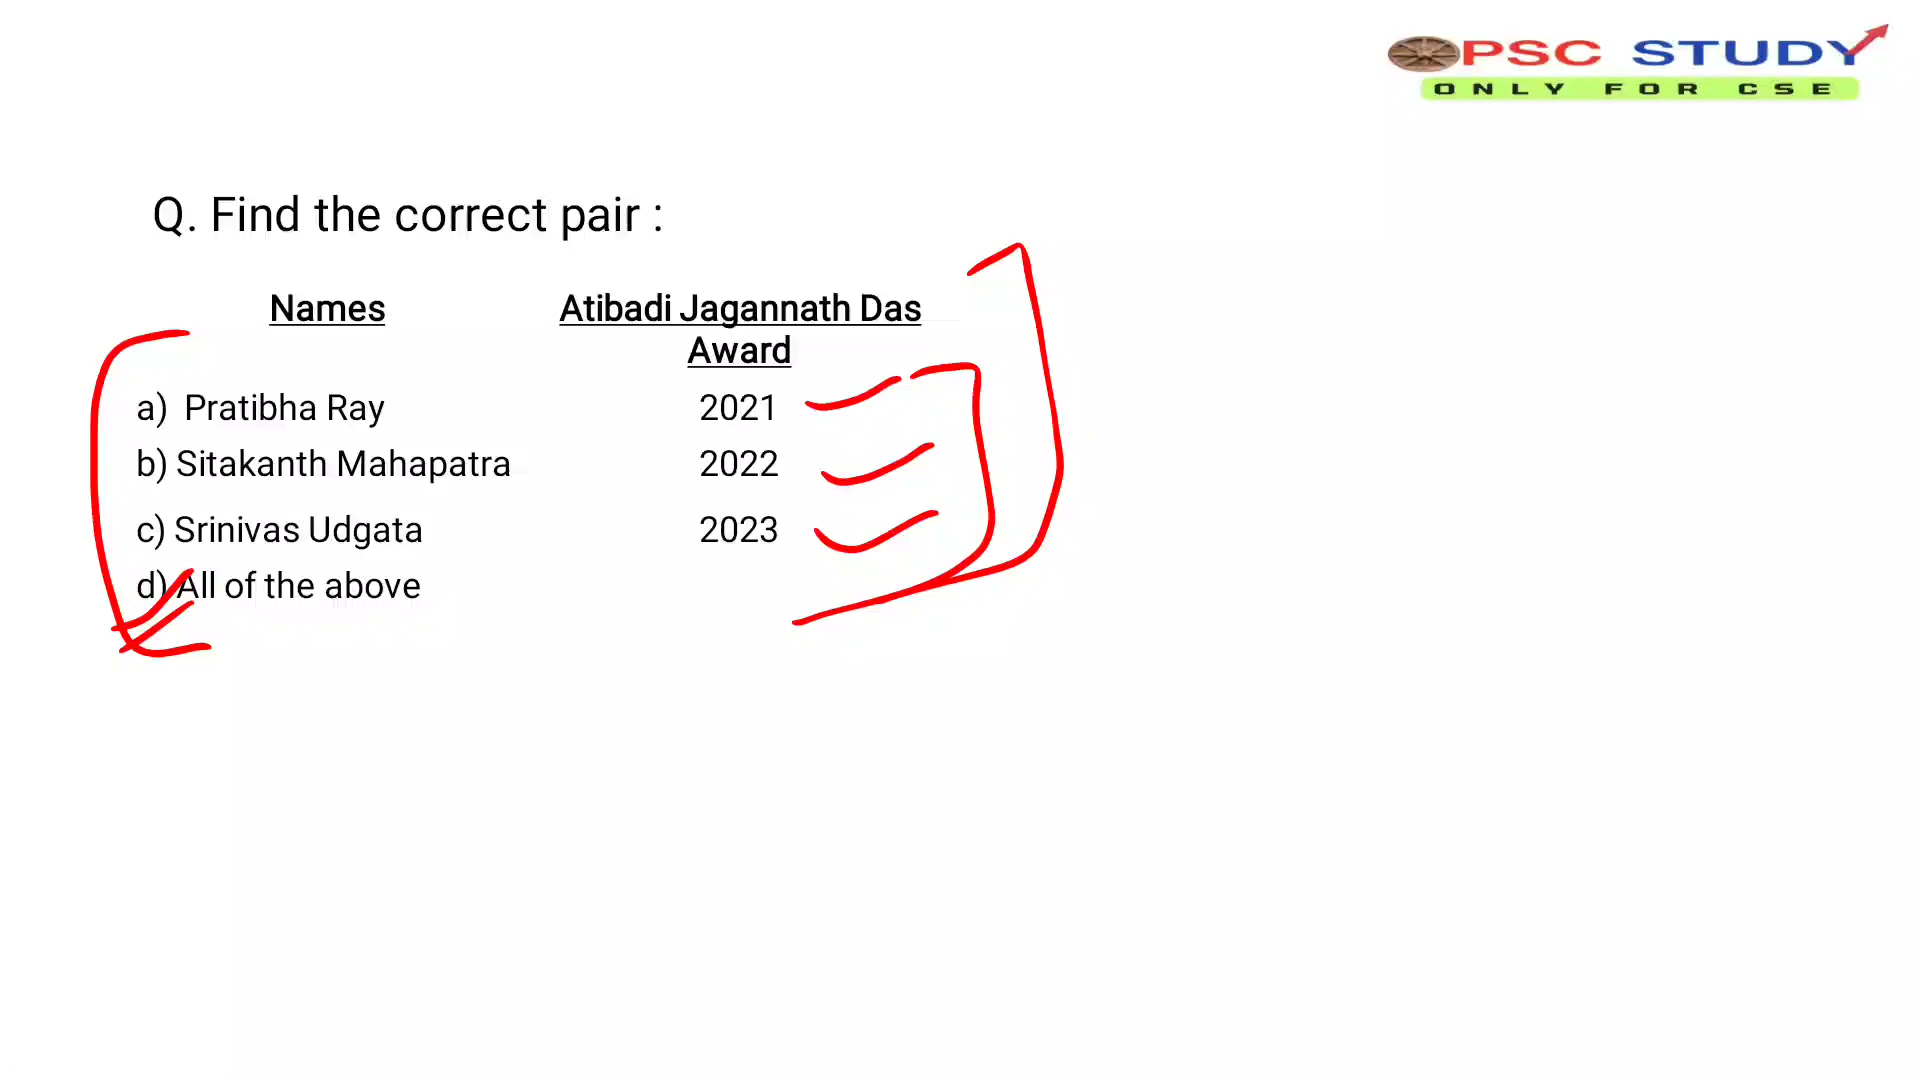 PSC STUDY
ONLY FOR CSE
Q. Find the correct pair :
Names Atibadi Jagannath Das
Award
a) Pratibha Ray 2021
b) Sitakanth Mahapatra 2022
c) Srinivas Udgata 2023
d) All of the above